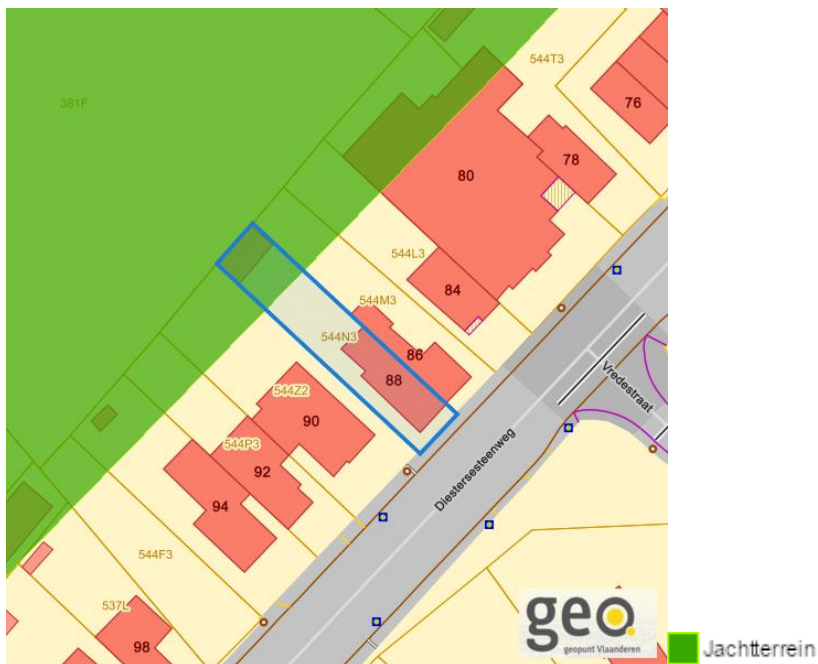 544T3
381F
76
78
80
544L3
84
544M3
544N3
86
88
Vredestraat
544Z2
90
Diestersesteenweg
544P3
92
94
544F3
537L
98
geo
geopunt Vlaanderen
Jachtterrein